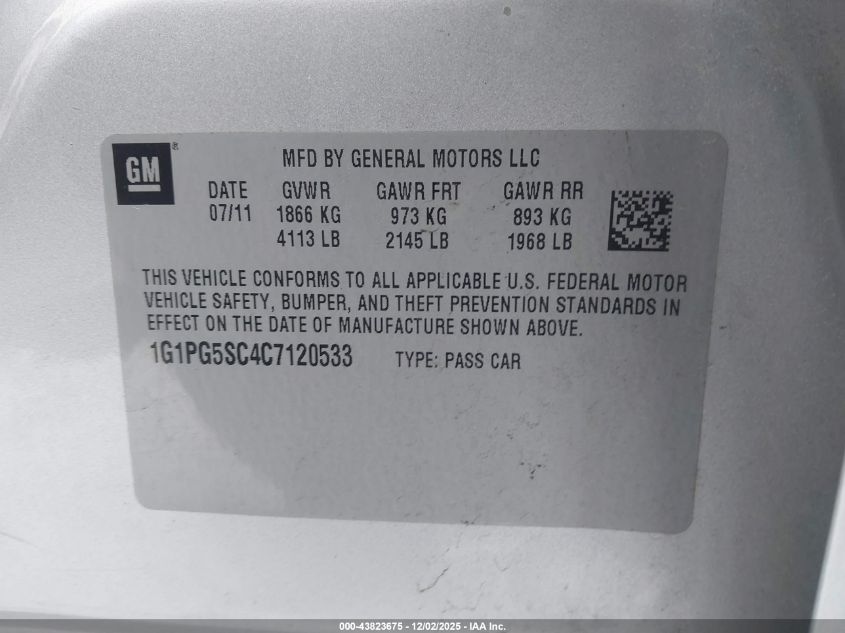 GM®
MFD BY GENERAL MOTORS LLC
DATE GVWR GAWR FRT GAWR RR
07/11 1866 KG 973 KG 893 KG
4113 LB 2145 LB 1968 LB
THIS VEHICLE CONFORMS TO ALL APPLICABLE U.S. FEDERAL MOTOR
VEHICLE SAFETY, BUMPER, AND THEFT PREVENTION STANDARDS IN
EFFECT ON THE DATE OF MANUFACTURE SHOWN ABOVE.
1G1PG5SC4C7120533 TYPE: PASS CAR
000-43823675 - 12/02/2025 - IAA Inc.